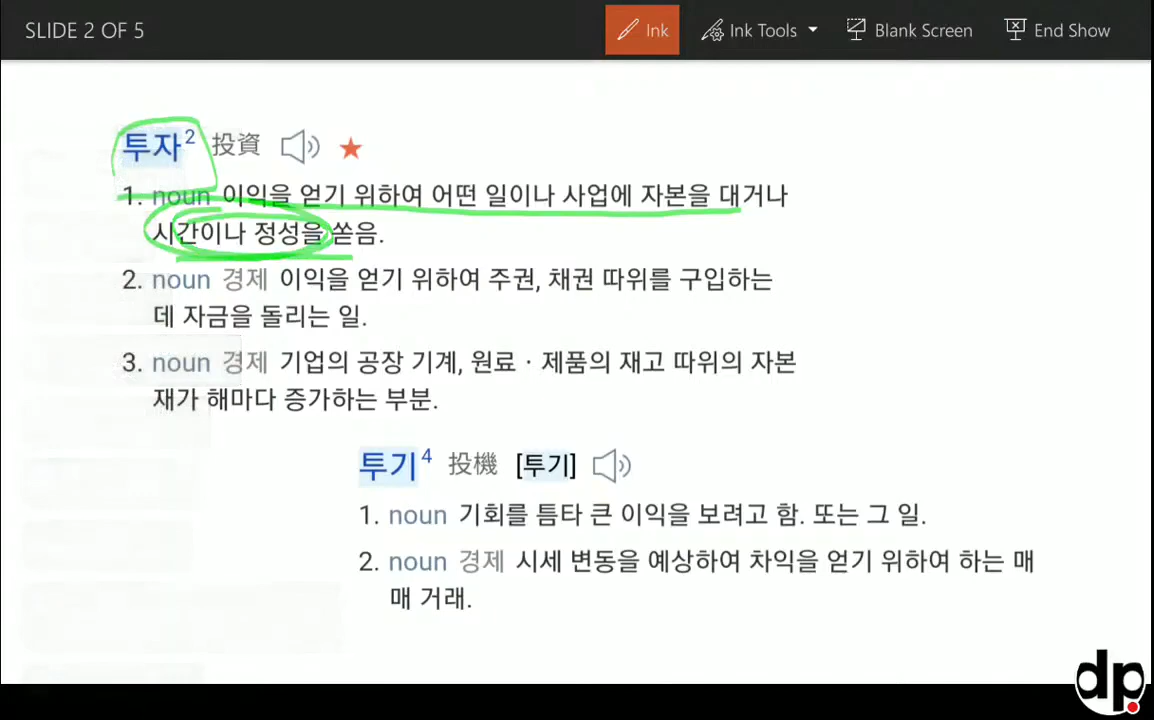 SLIDE 2 OF 5
Ink
Ink Tools
Blank Screen
End Show
투자2 投資
1. noun 이익을 얻기 위하여 어떤 일이나 사업에 자본을 대거나
시간이나 정성을 쏟음.
2. noun 경제 이익을 얻기 위하여 주권, 채권 따위를 구입하는
데 자금을 돌리는 일.
3. noun 경제 기업의 공장 기계, 원료 · 제품의 재고 따위의 자본
재가 해마다 증가하는 부분.
투기4 投機 [투기]
1. noun 기회를 틈타 큰 이익을 보려고 함. 또는 그 일.
2. noun 경제 시세 변동을 예상하여 차익을 얻기 위하여 하는 매
매 거래.
dp.